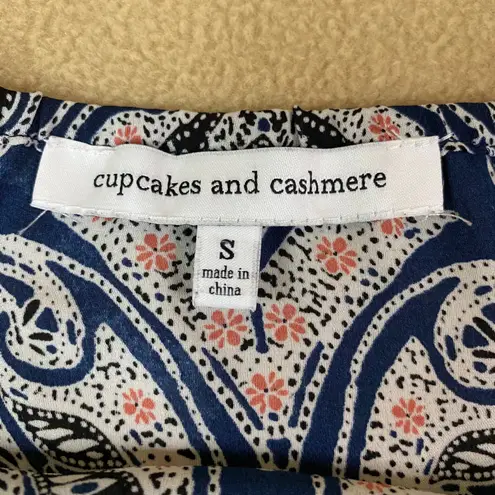 cupcakes and cashmere
S
made in
china